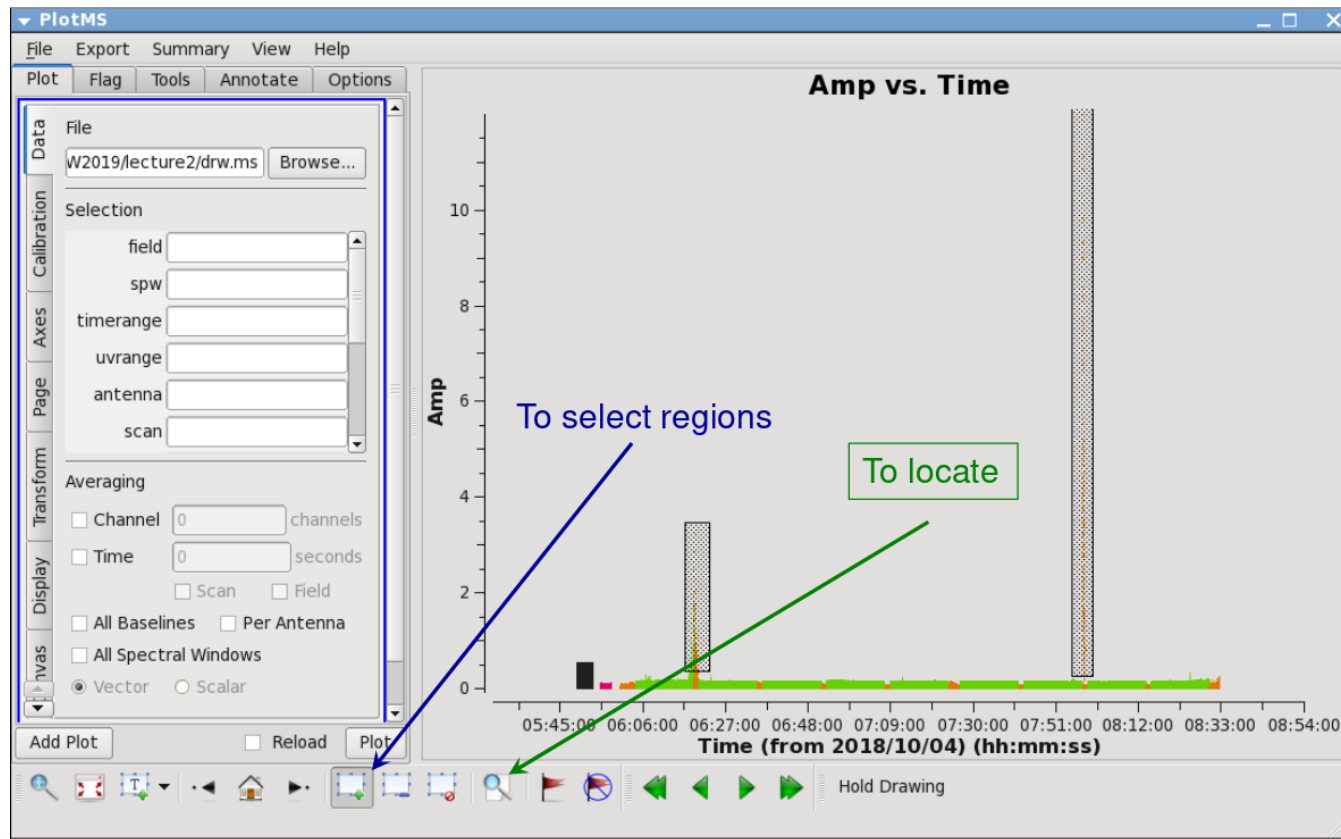 PlotMS
File Export Summary View Help
Plot Flag Tools Annotate Options
Data
Calibration
Axes
Page
Transform
Display
nvas
File
W2019/lecture2/drw.ms Browse...
Selection
field
spw
timerange
uvrange
antenna
scan
Averaging
Channel 0 channels
Time 0 seconds
Scan Field
All Baselines Per Antenna
All Spectral Windows
Vector Scalar
Add Plot Reload Plot
Amp vs. Time
Amp
10
8
6
4
2
0
To select regions
To locate
05:45:00 06:06:00 06:27:00 06:48:00 07:09:00 07:30:00 07:51:00 08:12:00 08:33:00 08:54:00
Time (from 2018/10/04) (hh:mm:ss)
T
Hold Drawing